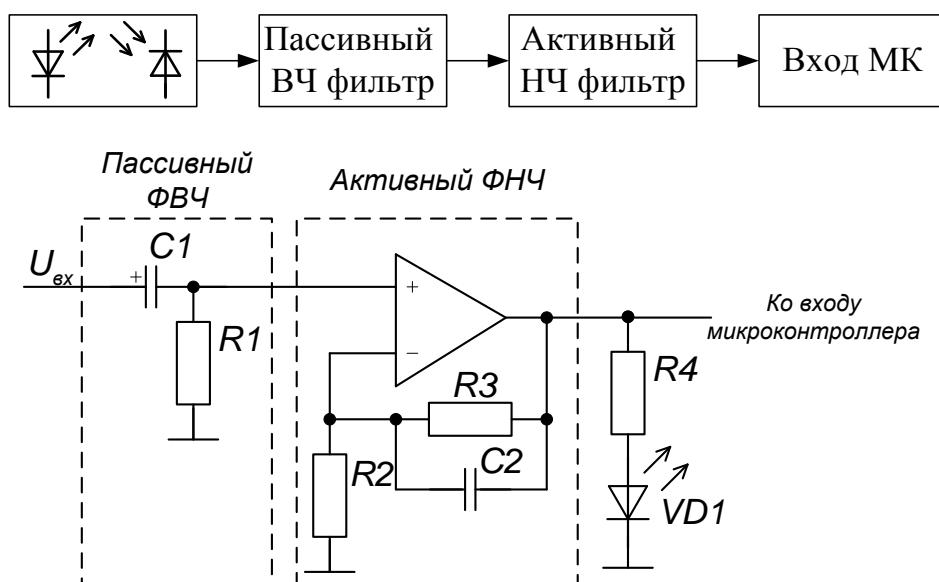 Пассивный
ВЧ фильтр
Активный
НЧ фильтр
Вход МК
Пассивный
ФВЧ
Активный ФНЧ
Uвх
+
C1
R1
+
−
R3
C2
R2
Ко входу
микроконтроллера
R4
VD1